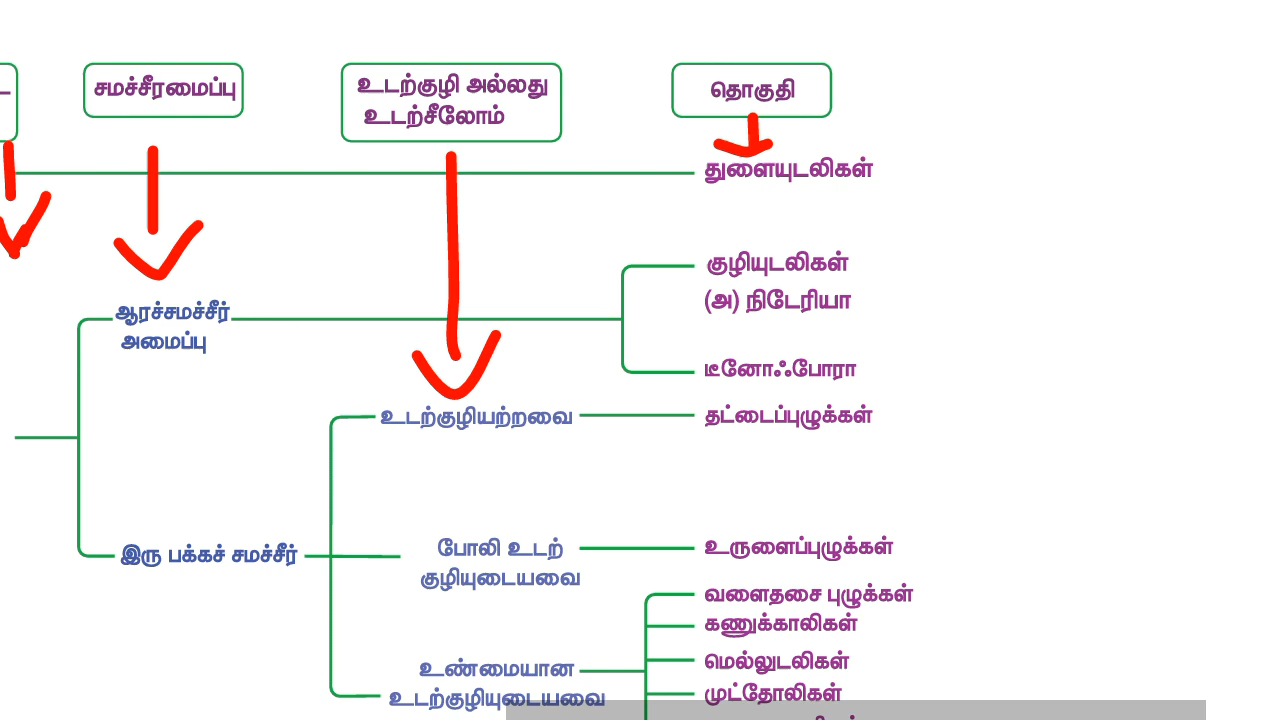 சமச்சீரமைப்பு
உடற்குழி அல்லது
உடற்சீலோம்
தொகுதி
துளையுடலிகள்
குழியுடலிகள்
(அ) நிடேரியா
ஆரச்சமச்சீர்
அமைப்பு
டீனோஃபோரா
உடற்குழியற்றவை
தட்டைப்புழுக்கள்
இரு பக்கச் சமச்சீர்
போலி உடற்
குழியுடையவை
உருளைப்புழுக்கள்
வளைதசை புழுக்கள்
கணுக்காலிகள்
மெல்லுடலிகள்
முட்தோலிகள்
உண்மையான
உடற்குழியுடையவை